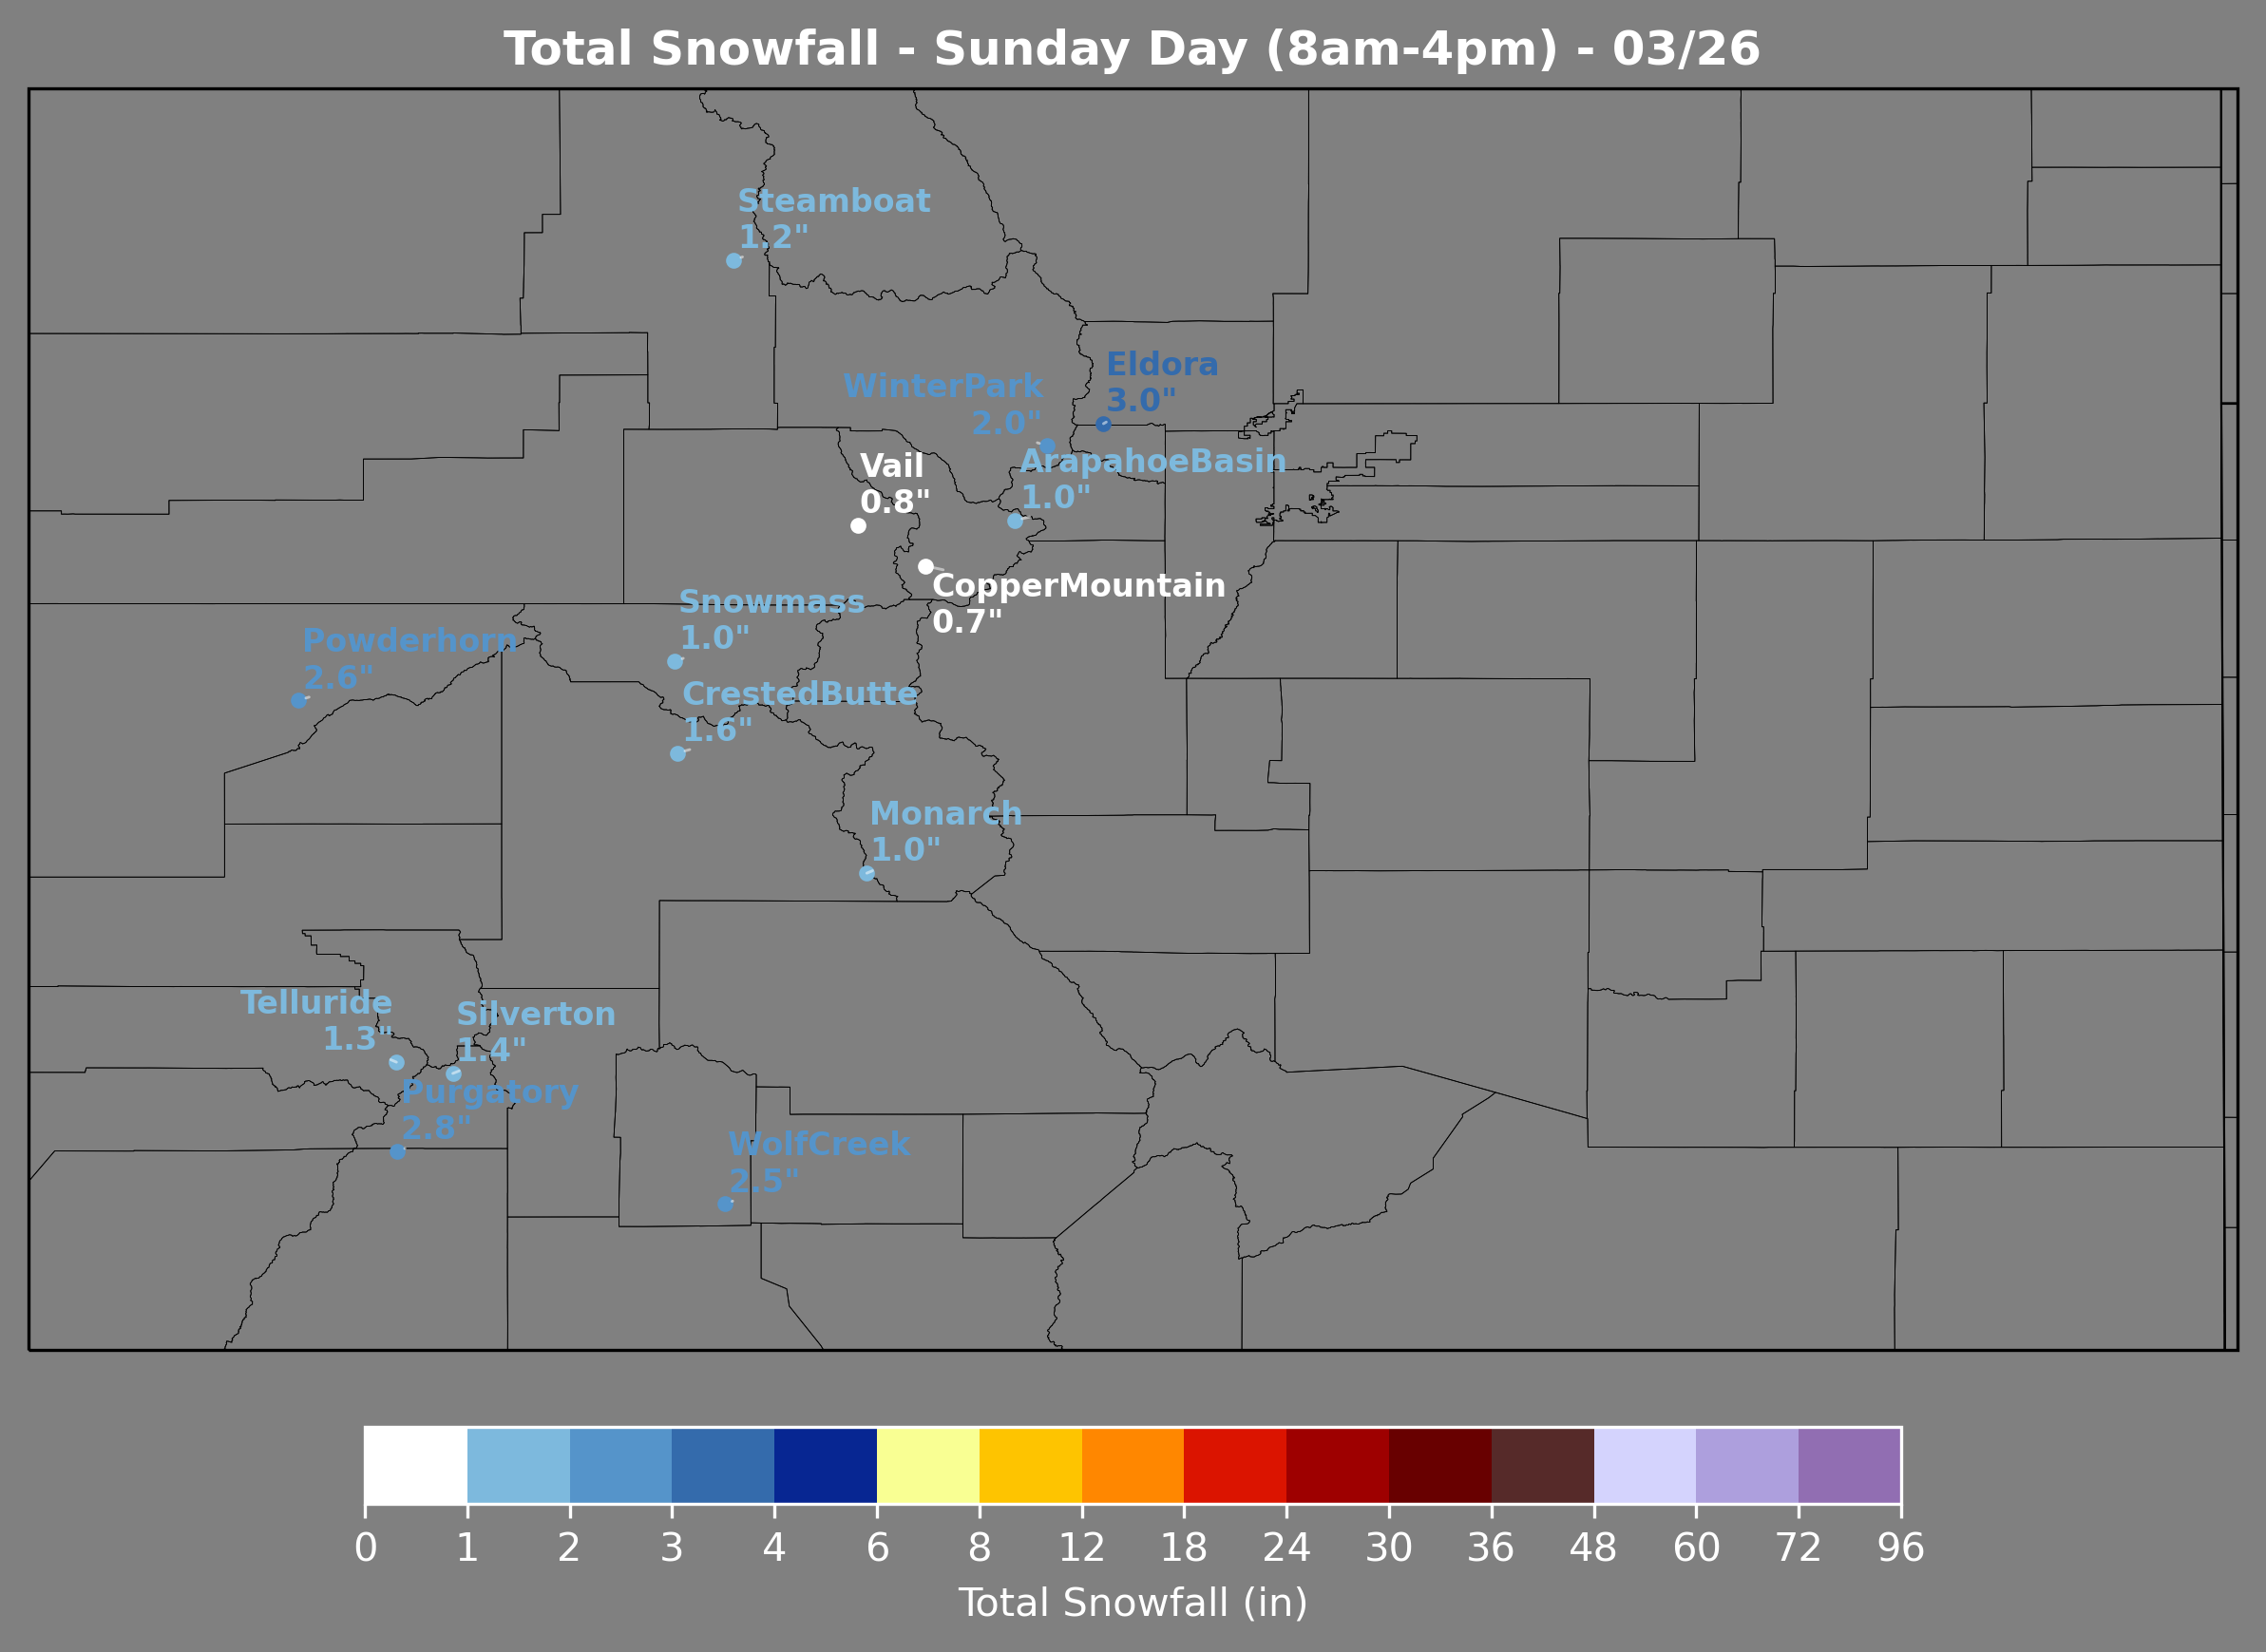 Total Snowfall - Sunday Day (8am-4pm) - 03/26
Steamboat
1.2"
Eldora
3.0"
WinterPark
2.0"
ArapahoeBasin
1.0"
Vail
0.8"
CopperMountain
0.7"
Snowmass
1.0"
Powderhorn
2.6"
CrestedButte
1.6"
Monarch
1.0"
Telluride
1.3"
Silverton
1.4"
Purgatory
2.8"
WolfCreek
2.5"
0 1 2 3 4 6 8 12 18 24 30 36 48 60 72 96
Total Snowfall (in)